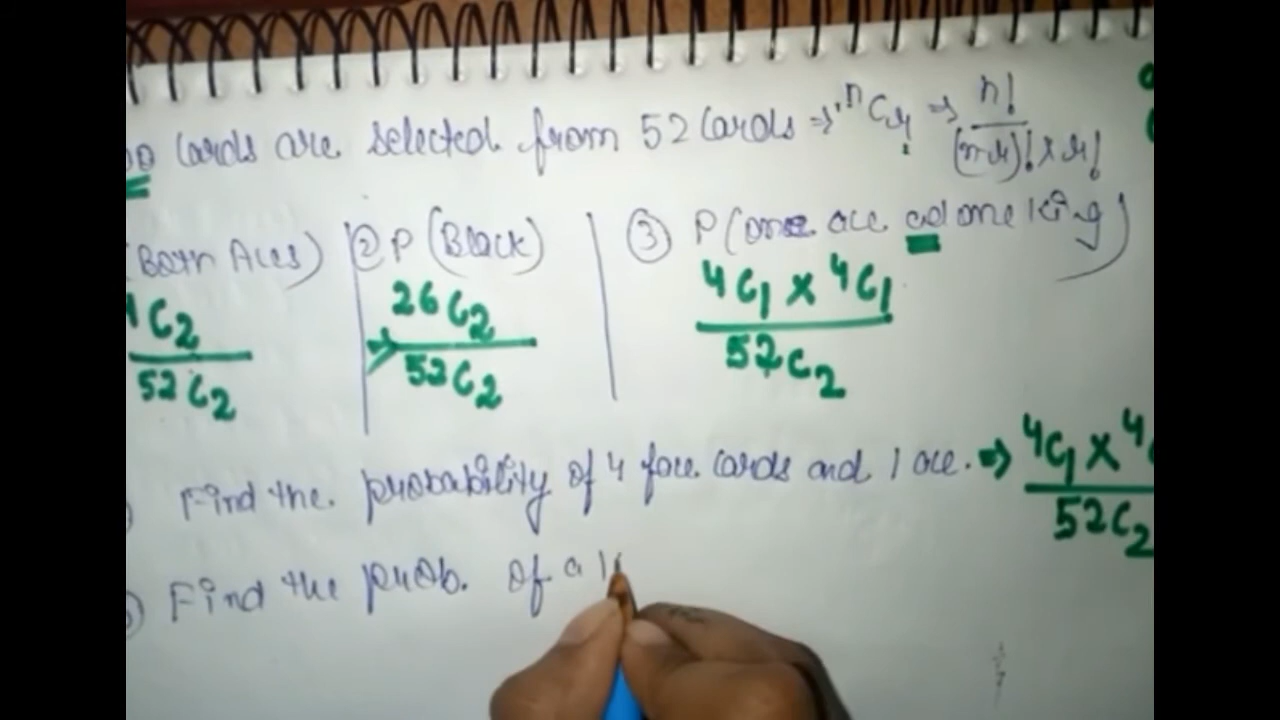 Cards are selected from 52 Cards ⇒ nCr ⇒ n! / (n-r)! × r!
(Both Aces) ② P (Black) ③ P (one ace ad one King)
4C2 / 52C2 ⇒ 26C2 / 52C2 4C1 × 4C1 / 52C2
Find the probability of 4 face cards and 1 ace. ⇒ 4C1 × 4 / 52C2
Find the prob. of a